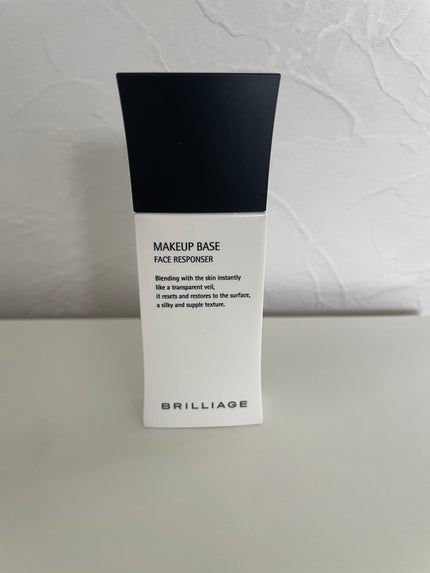 MAKEUP BASE
FACE RESPONSER
Blending with the skin instantly
like a transparent veil,
it resets and restores to the surface,
a silky and supple texture.
BRILLIAGE